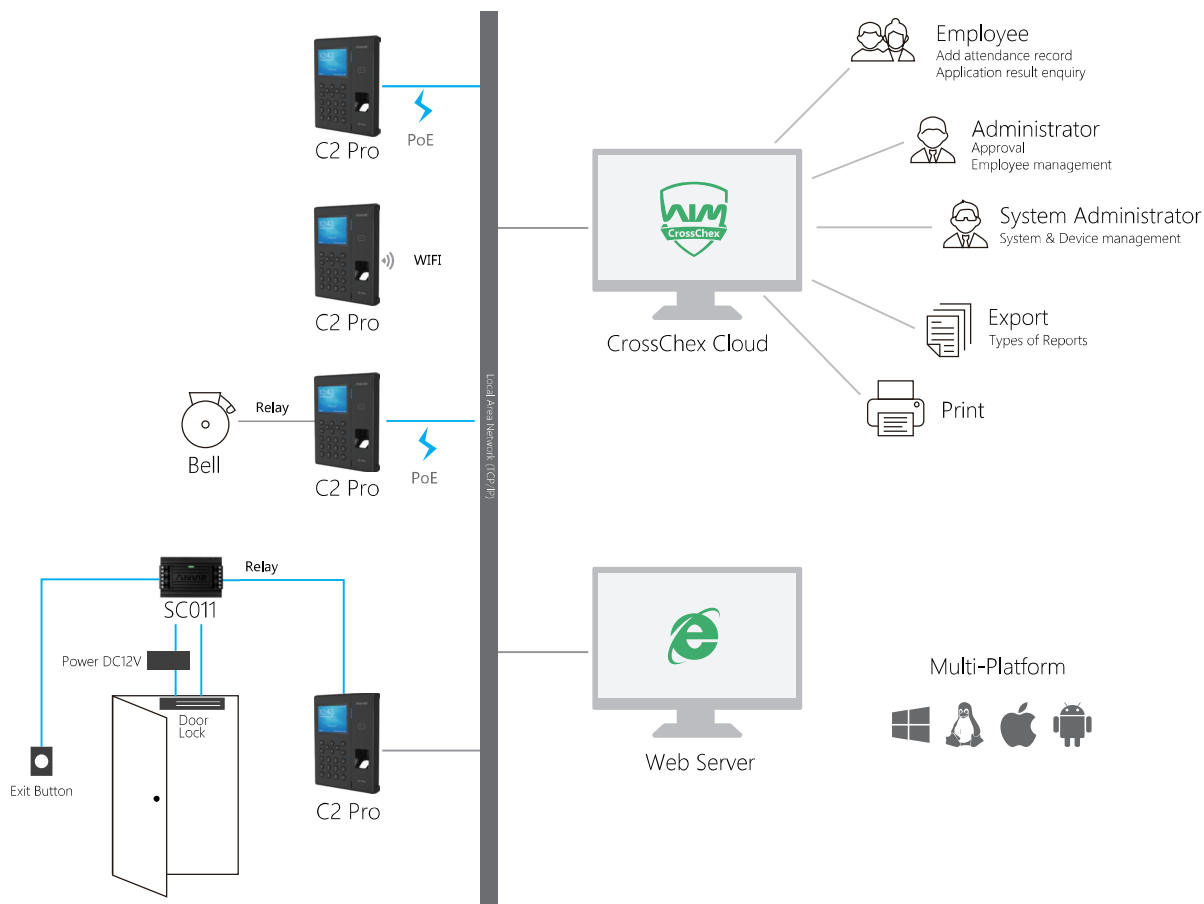 C2 Pro
PoE
C2 Pro
WIFI
Bell
Relay
C2 Pro
PoE
ANVIZ
SC011
Relay
Power DC12V
Door
Lock
Exit Button
C2 Pro
Local Area Network (TCP/IP)
CrossChex
CrossChex Cloud
Employee
Add attendance record
Application result enquiry
Administrator
Approval
Employee management
System Administrator
System & Device management
Export
Types of Reports
Print
Web Server
Multi-Platform